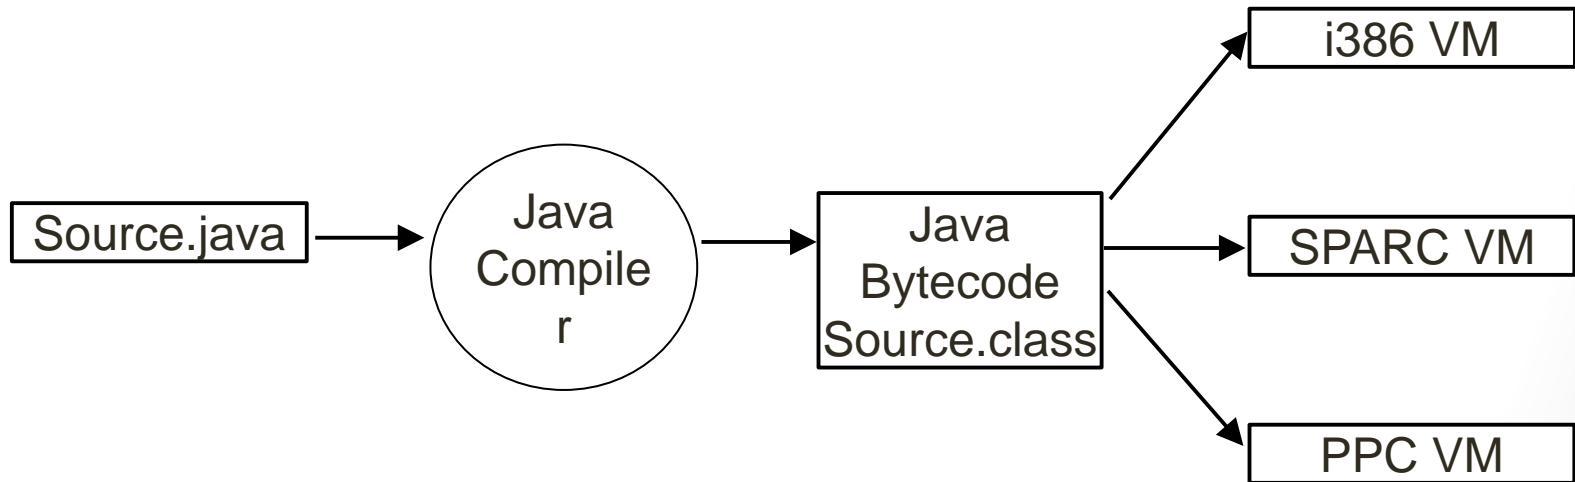 Source.java
Java
Compile
r
Java
Bytecode
Source.class
i386 VM
SPARC VM
PPC VM